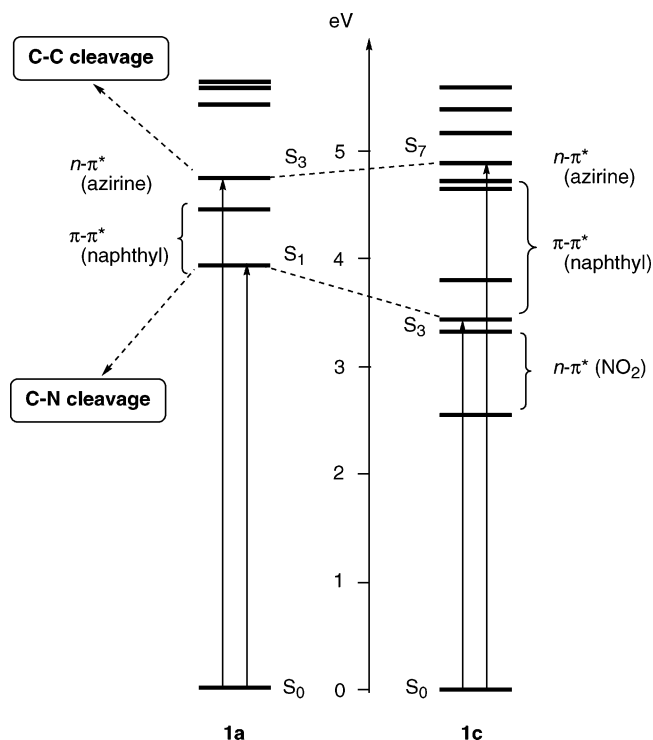 eV
C-C cleavage
S7
S3
5
n-π*
(azirine)
n-π*
(azirine)
π-π*
(naphthyl)
S1
4
π-π*
(naphthyl)
S3
3
n-π* (NO2)
C-N cleavage
2
1
S0
0
S0
1a
1c